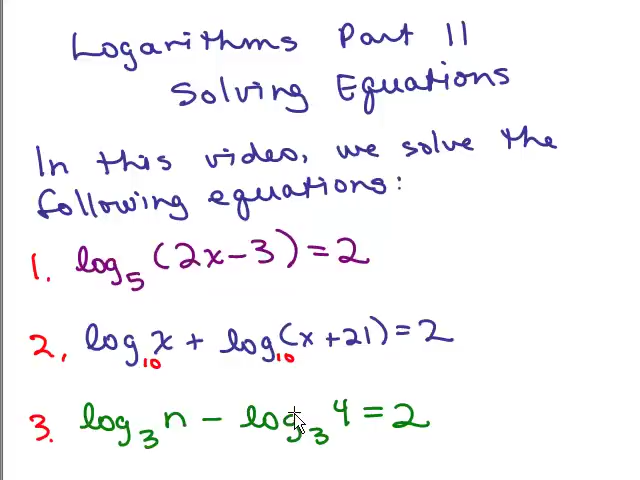 Logarithms Part II
Solving Equations
In this video, we solve the
following equations:
1. log₅(2x-3)=2
2, log₁₀x + log₁₀(x+21)=2
3. log₃n - log₃4=2